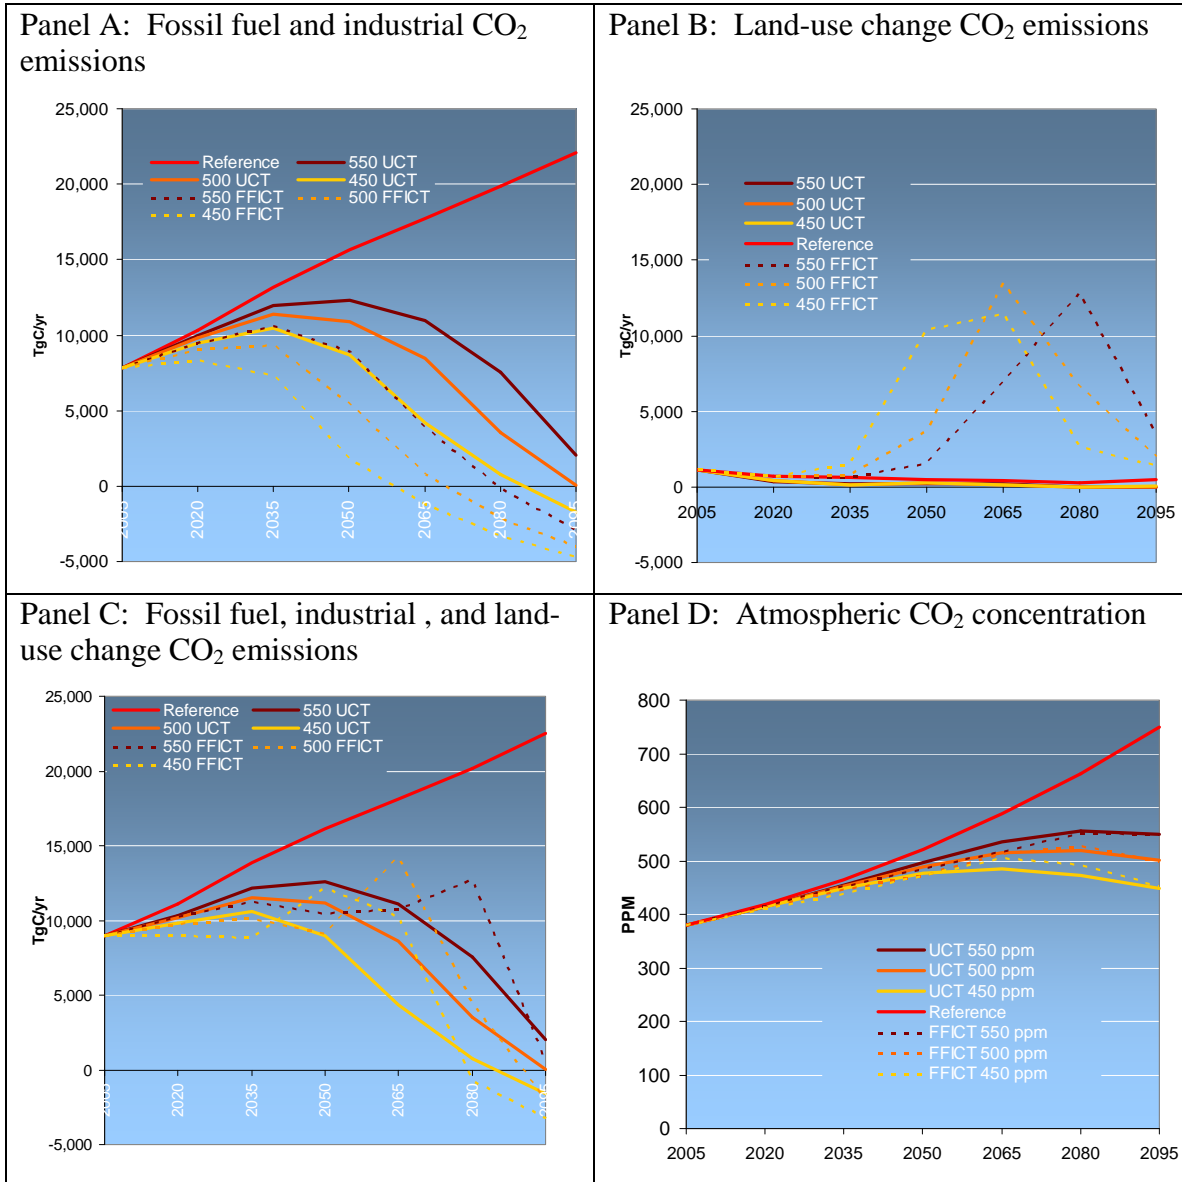 Panel A:  Fossil fuel and industrial CO₂
emissions
25,000
20,000
15,000
10,000
5,000
0
-5,000
TgC/yr
Reference
550 UCT
500 UCT
450 UCT
550 FFICT
500 FFICT
450 FFICT
2005
2020
2035
2050
2065
2080
2095
Panel B:  Land-use change CO₂ emissions
25,000
20,000
15,000
10,000
5,000
0
-5,000
TgC/yr
550 UCT
500 UCT
450 UCT
Reference
550 FFICT
500 FFICT
450 FFICT
2005
2020
2035
2050
2065
2080
2095
Panel C:  Fossil fuel, industrial , and land-
use change CO₂ emissions
25,000
20,000
15,000
10,000
5,000
0
-5,000
TgC/yr
Reference
550 UCT
500 UCT
450 UCT
550 FFICT
500 FFICT
450 FFICT
2005
2020
2035
2050
2065
2080
2095
Panel D:  Atmospheric CO₂ concentration
800
700
600
500
400
300
200
100
0
PPM
UCT 550 ppm
UCT 500 ppm
UCT 450 ppm
Reference
FFICT 550 ppm
FFICT 500 ppm
FFICT 450 ppm
2005
2020
2035
2050
2065
2080
2095